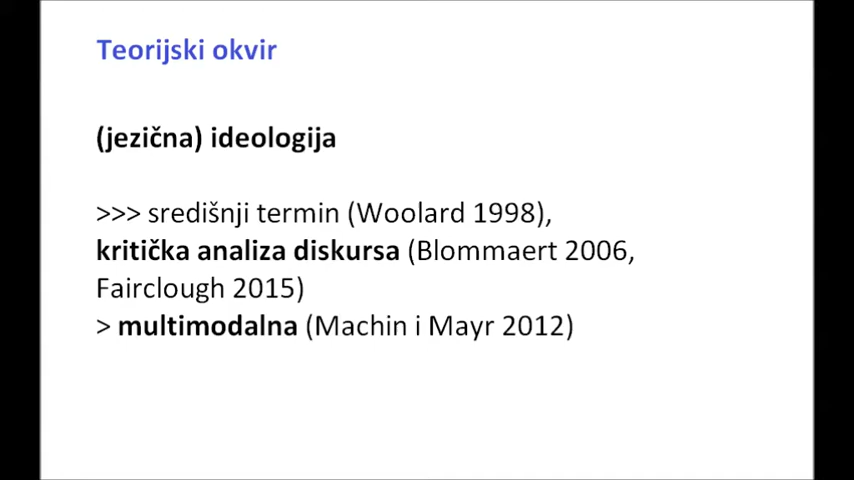 Teorijski okvir
(jezična) ideologija
>>> središnji termin (Woolard 1998),
kritička analiza diskursa (Blommaert 2006,
Fairclough 2015)
> multimodalna (Machin i Mayr 2012)